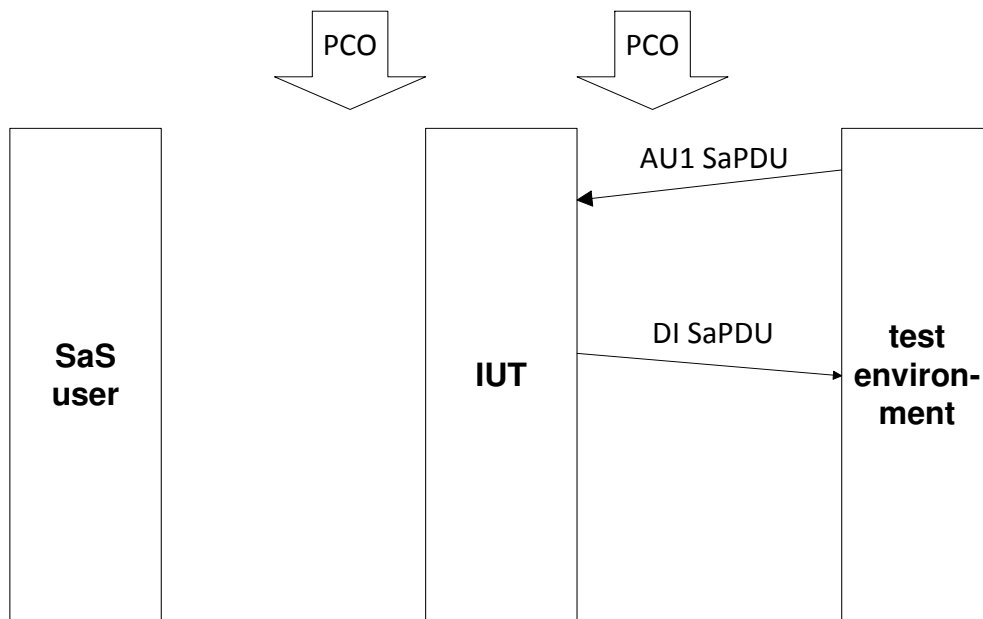 PCO
PCO
AU1 SaPDU
DI SaPDU
SaS
user
IUT
test
environ-
ment